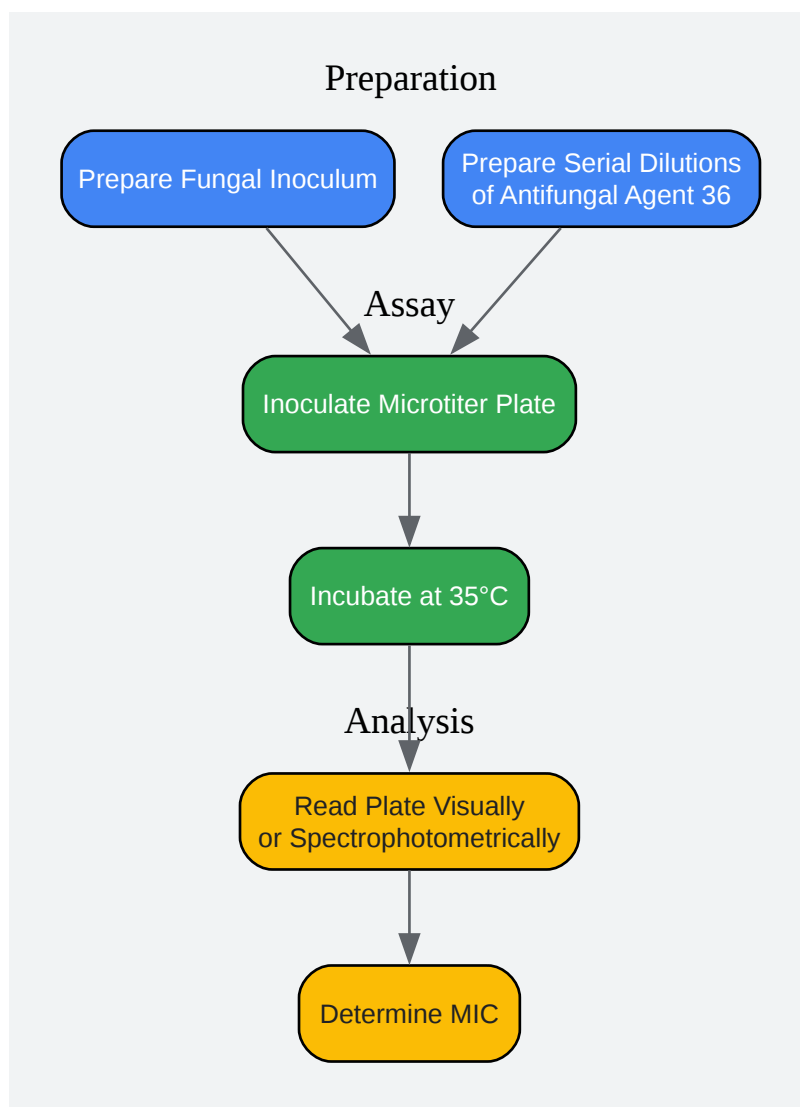 Preparation
Prepare Fungal Inoculum
Prepare Serial Dilutions
of Antifungal Agent 36
Assay
Inoculate Microtiter Plate
Incubate at 35°C
Analysis
Read Plate Visually
or Spectrophotometrically
Determine MIC